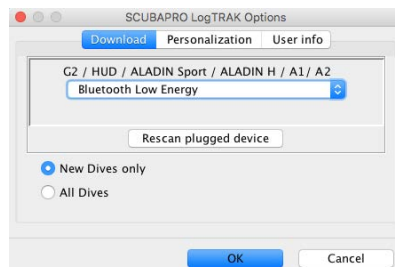 SCUBAPRO LogTRAK Options
Download Personalization User info
G2 / HUD / ALADIN Sport / ALADIN H / A1/ A2
Bluetooth Low Energy
Rescan plugged device
New Dives only
All Dives
OK Cancel